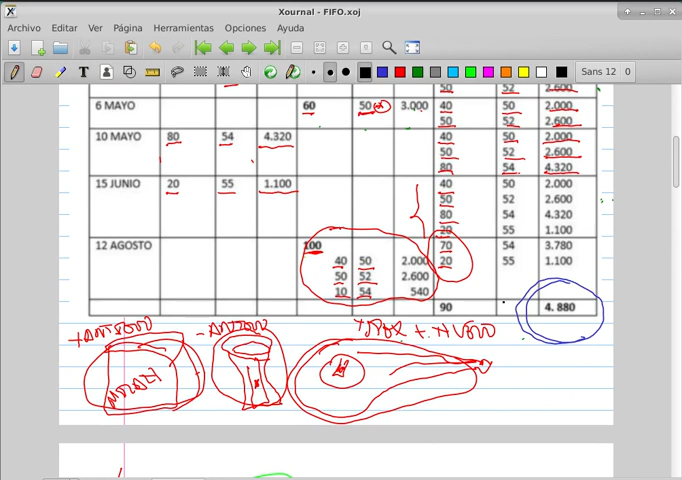 Xournal - FIFO.xoj
Archivo Editar Ver Página Herramientas Opciones Ayuda
Sans 12 0
50 52 2.600
6 MAYO 60 50 3.000 40 50 2.000
50 52 2.600
10 MAYO 80 54 4.320 40 50 2.000
50 52 2.600
80 54 4.320
15 JUNIO 20 55 1.100 40 50 2.000
50 52 2.600
80 54 4.320
20 55 1.100
12 AGOSTO 100 70 54 3.780
40 50 2.000 20 55 1.100
50 52 2.600
10 54 540
90 4. 880